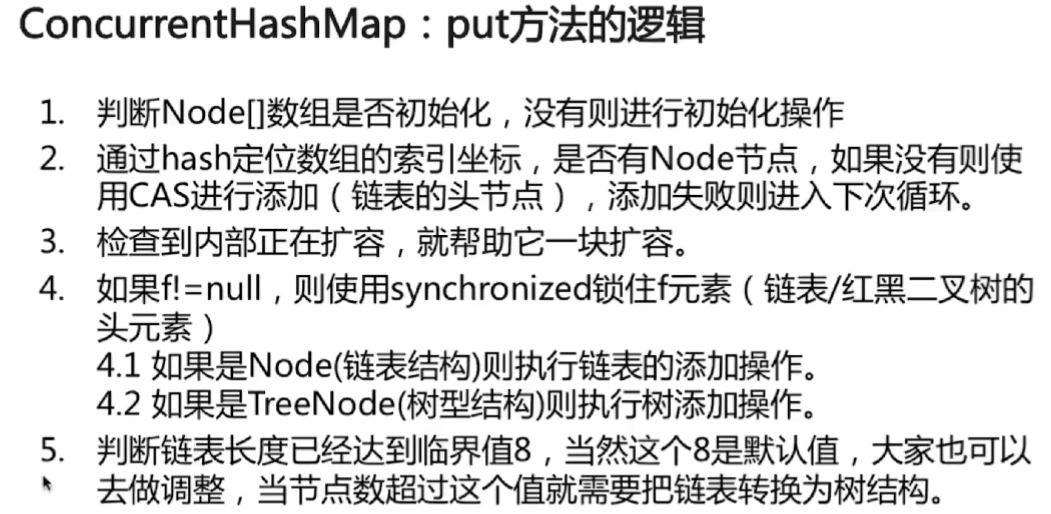 ConcurrentHashMap：put方法的逻辑
1. 判断Node[]数组是否初始化，没有则进行初始化操作
2. 通过hash定位数组的索引坐标，是否有Node节点，如果没有则使
用CAS进行添加（链表的头节点），添加失败则进入下次循环。
3. 检查到内部正在扩容，就帮助它一块扩容。
4. 如果f!=null，则使用synchronized锁住f元素（链表/红黑二叉树的
头元素）
4.1 如果是Node(链表结构)则执行链表的添加操作。
4.2 如果是TreeNode(树型结构)则执行树添加操作。
5. 判断链表长度已经达到临界值8，当然这个8是默认值，大家也可以
去做调整，当节点数超过这个值就需要把链表转换为树结构。